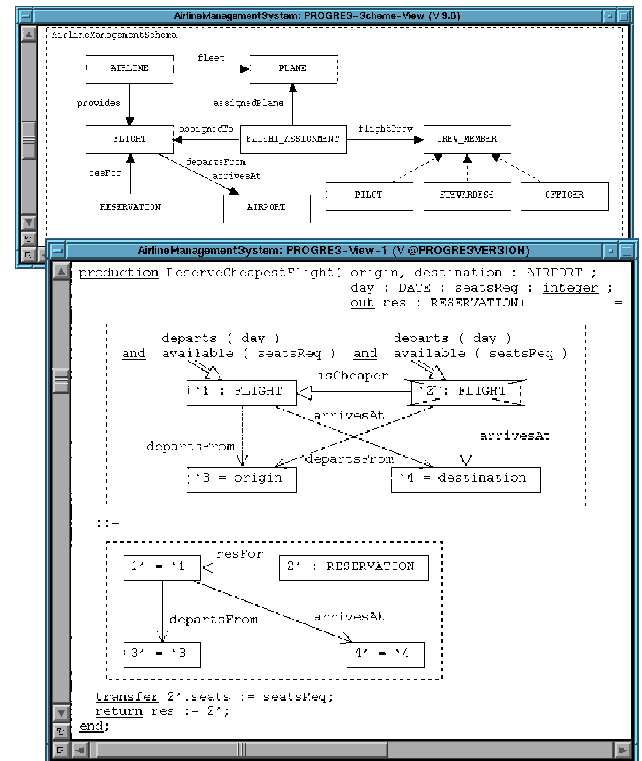 AirlineManagementSystem: PROGRES-Scheme-View (V 9.0)
AirlineManagementSchema
fleet
AIRLINE
PLANE
provides
assignedPlane
assignedTo
flightCrew
FLIGHT
FLIGHT_ASSIGNMENT
CREW_MEMBER
departsFrom
resFor
arrivesAt
PILOT
STEWARDESS
OFFICER
RESERVATION
AIRPORT
AirlineManagementSystem: PROGRES-View-1 (V @PROGRESVERSION)
production ReserveCheapestFlight( origin, destination : AIRPORT ;
day : DATE ; seatsReq : integer ;
out res : RESERVATION) =
departs ( day ) departs ( day )
and available ( seatsReq ) and available ( seatsReq )
isCheaper
`1 : FLIGHT
`2 : FLIGHT
arrivesAt
arrivesAt
departsFrom
departsFrom
`3 = origin
`4 = destination
::=
resFor
1' = `1
2' : RESERVATION
departsFrom
arrivesAt
3' = `3
4' = `4
transfer 2'.seats := seatsReq;
return res := 2';
end;